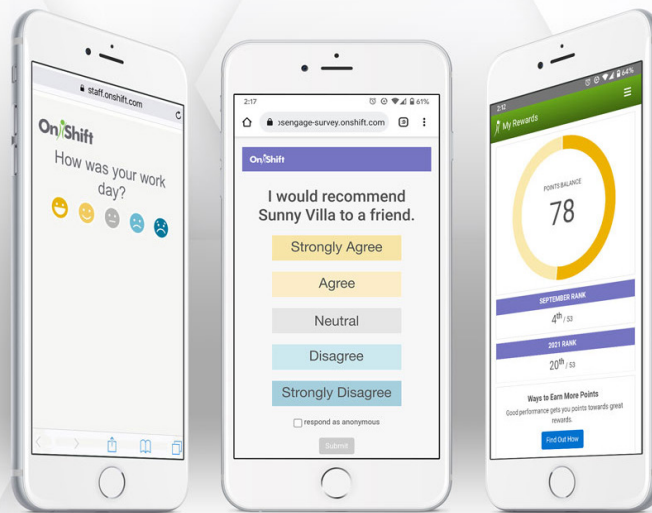 staff.onshift.com
OnShift
How was your work
day?
2:17
61%
osengage-survey.onshift.com
OnShift
I would recommend
Sunny Villa to a friend.
Strongly Agree
Agree
Neutral
Disagree
Strongly Disagree
respond as anonymous
Submit
2:12
64%
My Rewards
POINTS BALANCE
78
SEPTEMBER RANK
4th / 53
2021 RANK
20th / 53
Ways to Earn More Points
Good performance gets you points towards great
rewards.
Find Out How